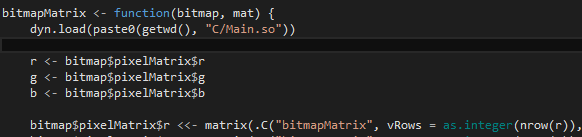 bitmapMatrix <- function(bitmap, mat) {
    dyn.load(paste0(getwd(), "C/Main.so"))
    r <- bitmap$pixelMatrix$r
    g <- bitmap$pixelMatrix$g
    b <- bitmap$pixelMatrix$b
    bitmap$pixelMatrix$r <<- matrix(.C("bitmapMatrix", vRows = as.integer(nrow(r)),